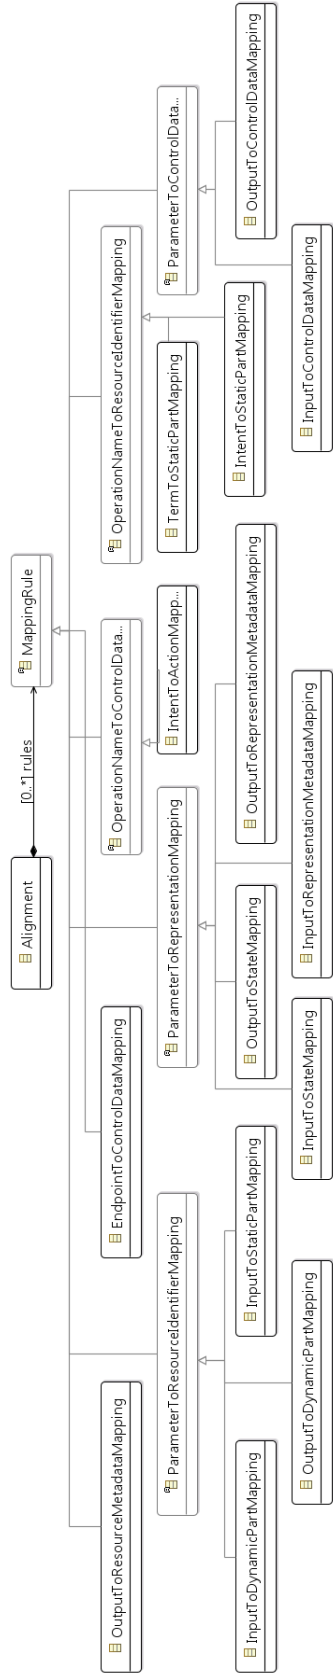 Alignment
[0..*] rules
MappingRule
OutputToResourceMetadataMapping
EndpointToControlDataMapping
OperationNameToControlData...
OperationNameToResourceIdentifierMapping
ParameterToResourceIdentifierMapping
ParameterToRepresentationMapping
IntentToActionMapp...
TermToStaticPartMapping
ParameterToControlData...
InputToDynamicPartMapping
InputToStaticPartMapping
OutputToStateMapping
OutputToRepresentationMetadataMapping
IntentToStaticPartMapping
OutputToControlDataMapping
OutputToDynamicPartMapping
InputToStateMapping
InputToRepresentationMetadataMapping
InputToControlDataMapping